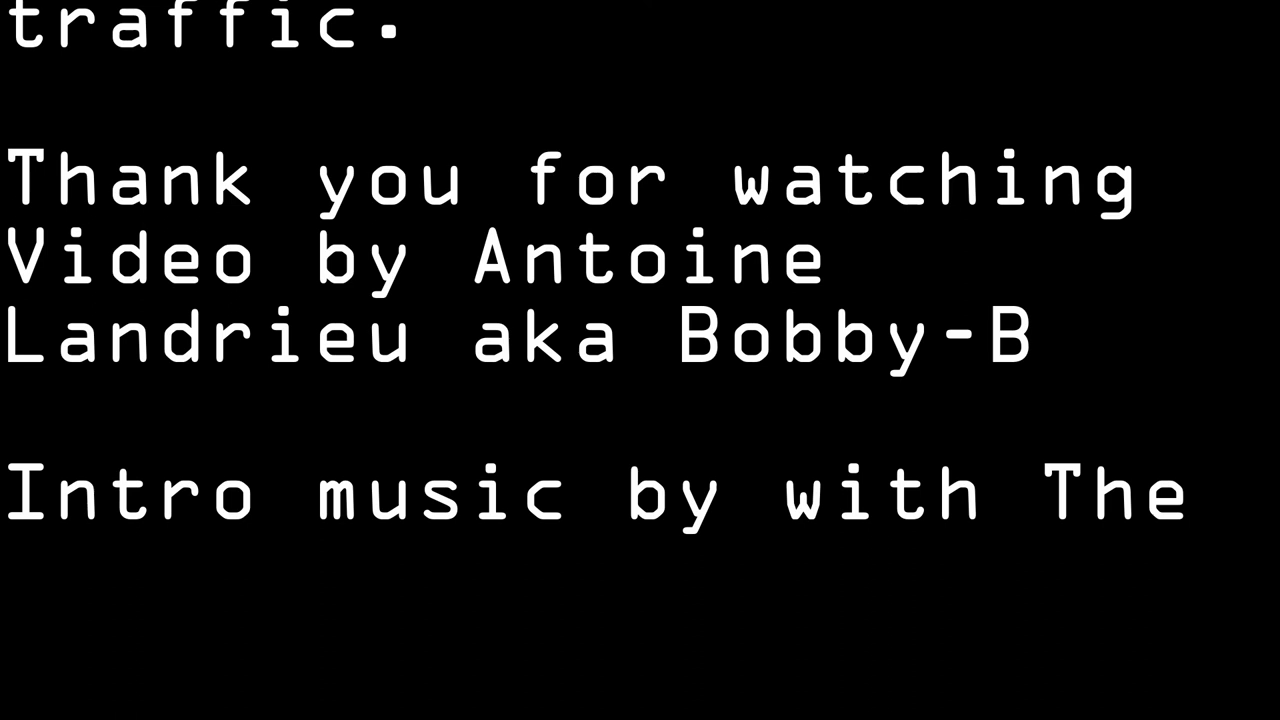 traffic.
Thank you for watching
Video by Antoine
Landrieu aka Bobby-B
Intro music by with The